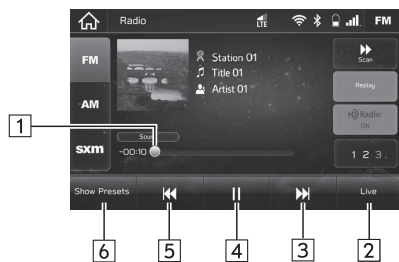 Radio
LTE
FM
FM
AM
sxm
Station 01
Title 01
Artist 01
Scan
Replay
HD Radio
ON
1 2 3
-00:10
Show Presets
Live
1
6
5
4
3
2